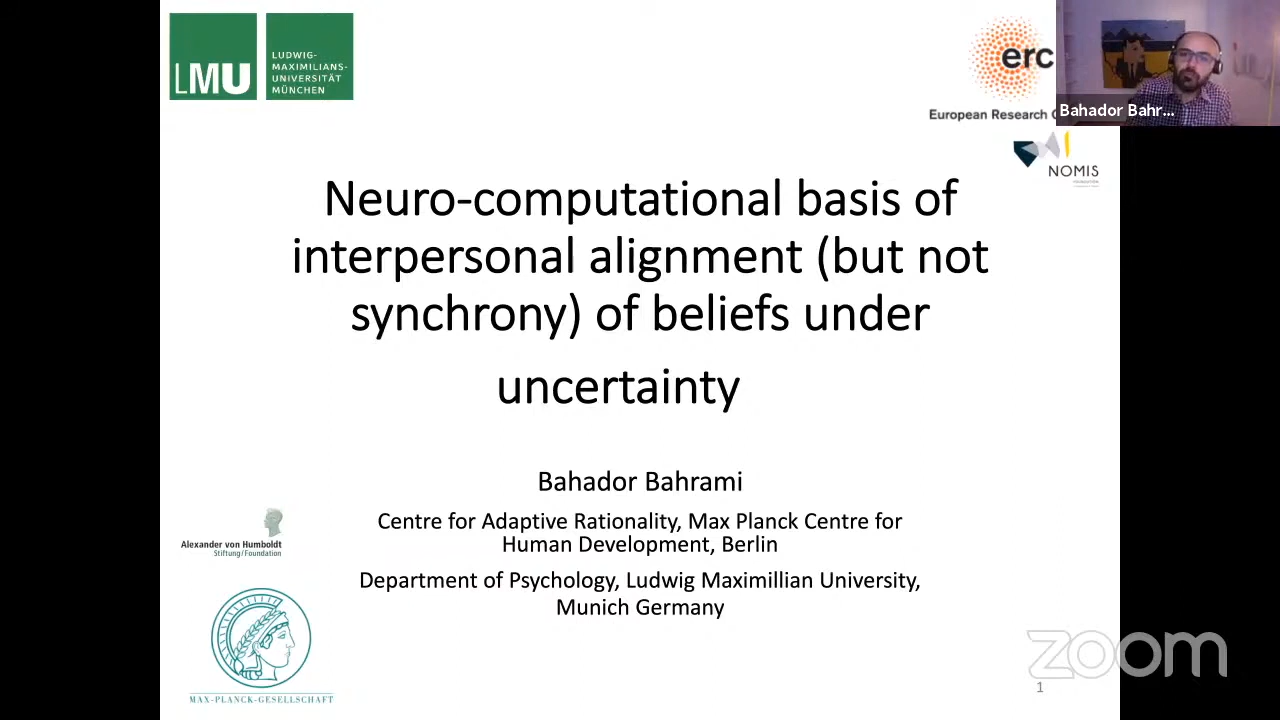 LMU
LUDWIG-
MAXIMILIANS-
UNIVERSITÄT
MÜNCHEN
erc
European Research
Bahador Bahr...
NOMIS
Neuro-computational basis of
interpersonal alignment (but not
synchrony) of beliefs under
uncertainty
Bahador Bahrami
Centre for Adaptive Rationality, Max Planck Centre for
Human Development, Berlin
Department of Psychology, Ludwig Maximillian University,
Munich Germany
Alexander von Humboldt
Stiftung/Foundation
MAX-PLANCK-GESELLSCHAFT
zoom
1